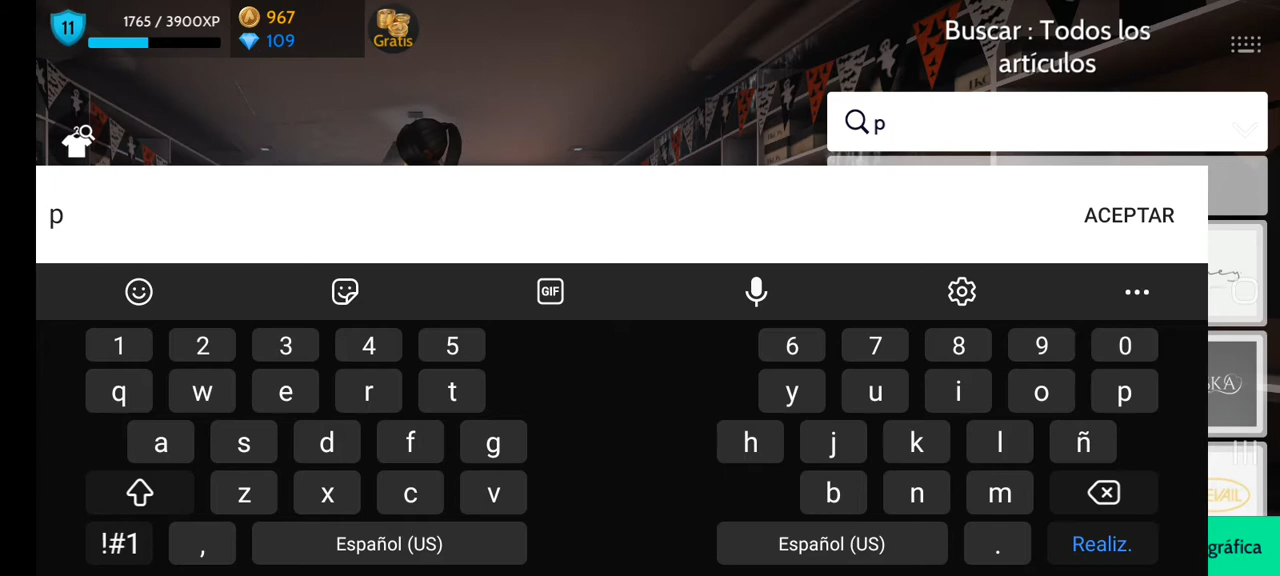 11
1765 / 3900XP
967
109
Gratis
Buscar : Todos los
artículos
p
p
ACEPTAR
GIF
1 2 3 4 5 6 7 8 9 0
q w e r t y u i o p
a s d f g h j k l ñ
z x c v b n m
!#1 , Español (US) Español (US) . Realiz.
gráfica